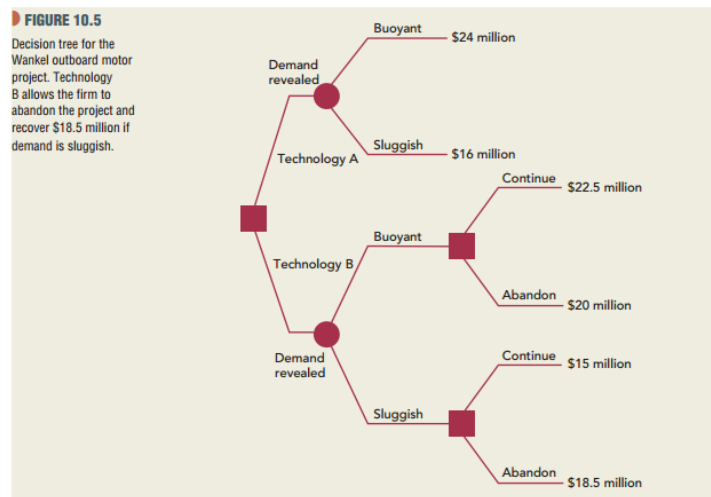 FIGURE 10.5
Decision tree for the
Wankel outboard motor
project. Technology
B allows the firm to
abandon the project and
recover $18.5 million if
demand is sluggish.
Buoyant
$24 million
Demand
revealed
Sluggish
$16 million
Technology A
Continue
$22.5 million
Buoyant
Technology B
Abandon
$20 million
Demand
revealed
Continue
$15 million
Sluggish
Abandon
$18.5 million